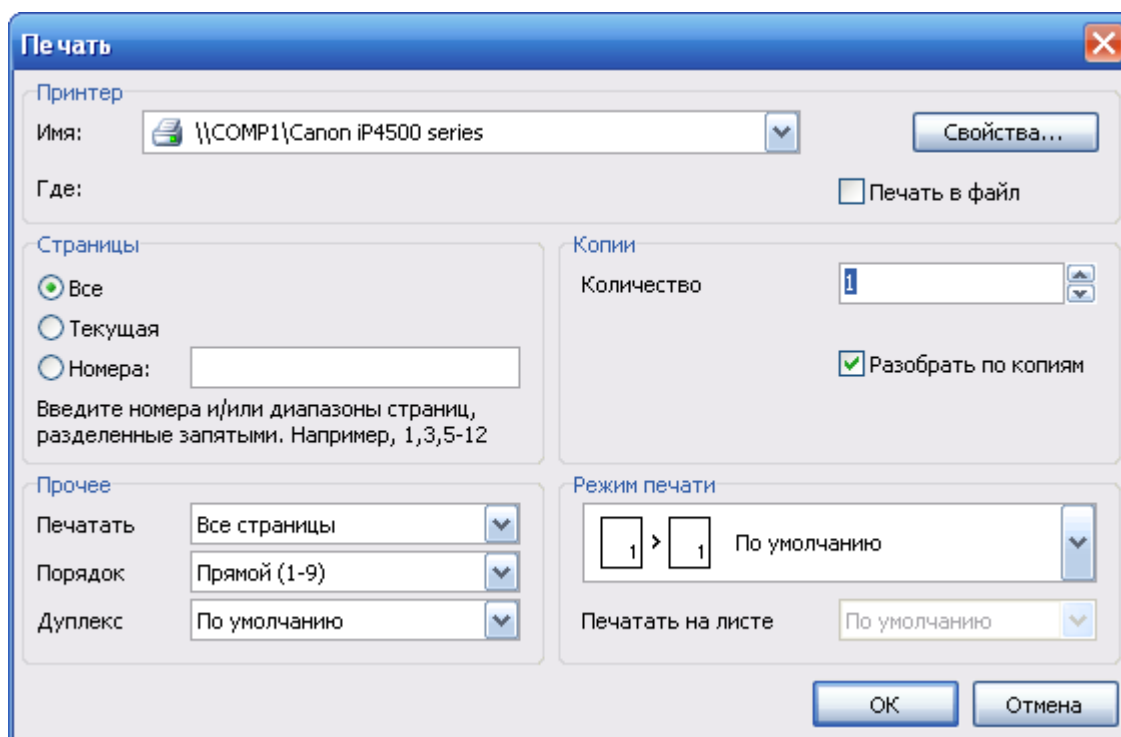 Печать
Принтер
Имя: \\COMP1\Canon iP4500 series Свойства...
Где: Печать в файл
Страницы
Все
Текущая
Номера:
Введите номера и/или диапазоны страниц,
разделенные запятыми. Например, 1,3,5-12
Копии
Количество 1
Разобрать по копиям
Прочее
Печатать Все страницы
Порядок Прямой (1-9)
Дуплекс По умолчанию
Режим печати
1 > 1 По умолчанию
Печатать на листе По умолчанию
ОК Отмена